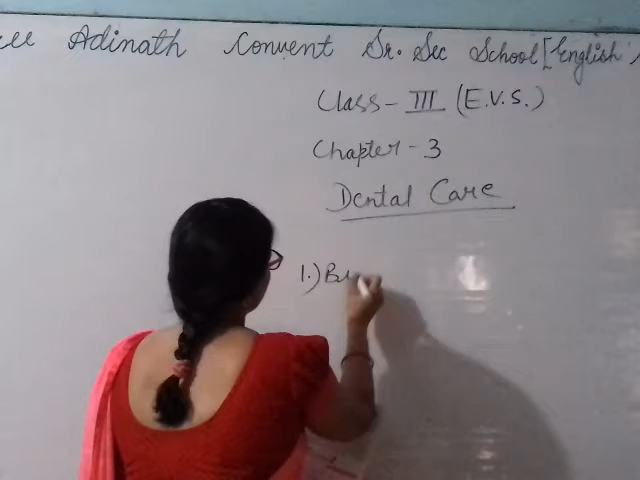 Adinath Convent Sr. Sec School [English
Class - III (E.V.S.)
Chapter - 3
Dental Care
1.)